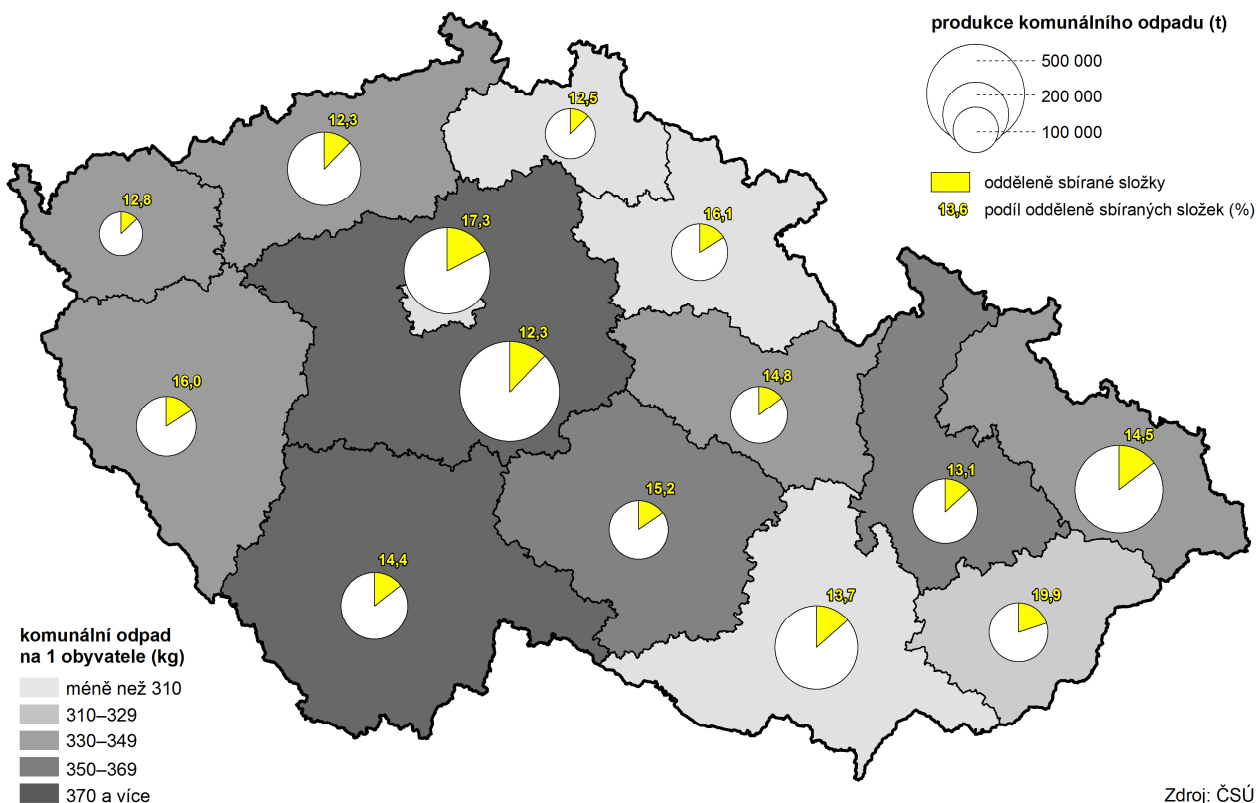 produkce komunálního odpadu (t)
500 000
200 000
100 000
odděleně sbírané složky
13,6 podíl odděleně sbíraných složek (%)
12,5
12,3
12,8
17,3
16,1
12,3
16,0
14,8
14,5
13,1
15,2
14,4
13,7
19,9
komunální odpad
na 1 obyvatele (kg)
méně než 310
310–329
330–349
350–369
370 a více
Zdroj: ČSÚ